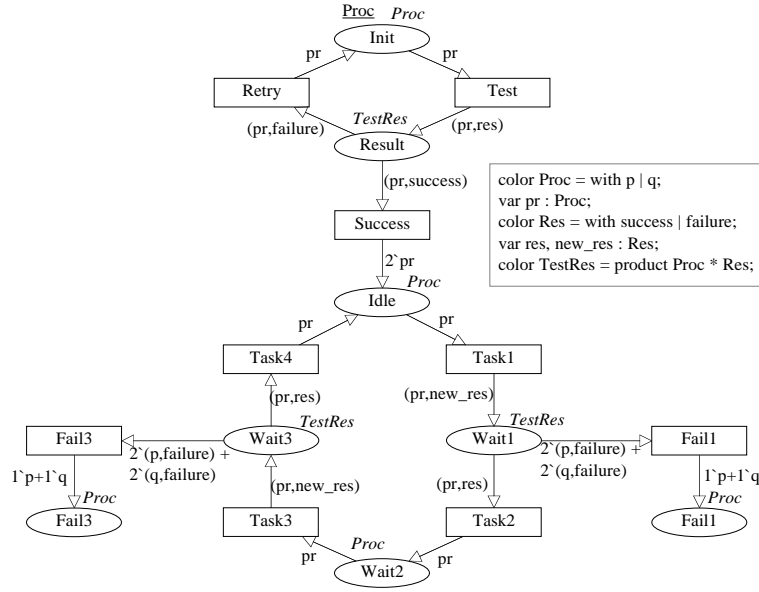 Proc Proc
Init
pr pr
Retry Test
TestRes
(pr,failure) (pr,res)
Result
(pr,success)
color Proc = with p | q;
var pr : Proc;
color Res = with success | failure;
var res, new_res : Res;
color TestRes = product Proc * Res;
Success
2`pr
Proc
Idle
pr pr
Task4 Task1
(pr,res) (pr,new_res)
TestRes TestRes
Fail3 Wait3 Wait1 Fail1
2`(p,failure) +
2`(q,failure)
2`(p,failure) +
2`(q,failure)
1`p+1`q 1`p+1`q
(pr,new_res) (pr,res)
Proc Proc
Fail3 Task3 Task2 Fail1
Proc
pr pr
Wait2